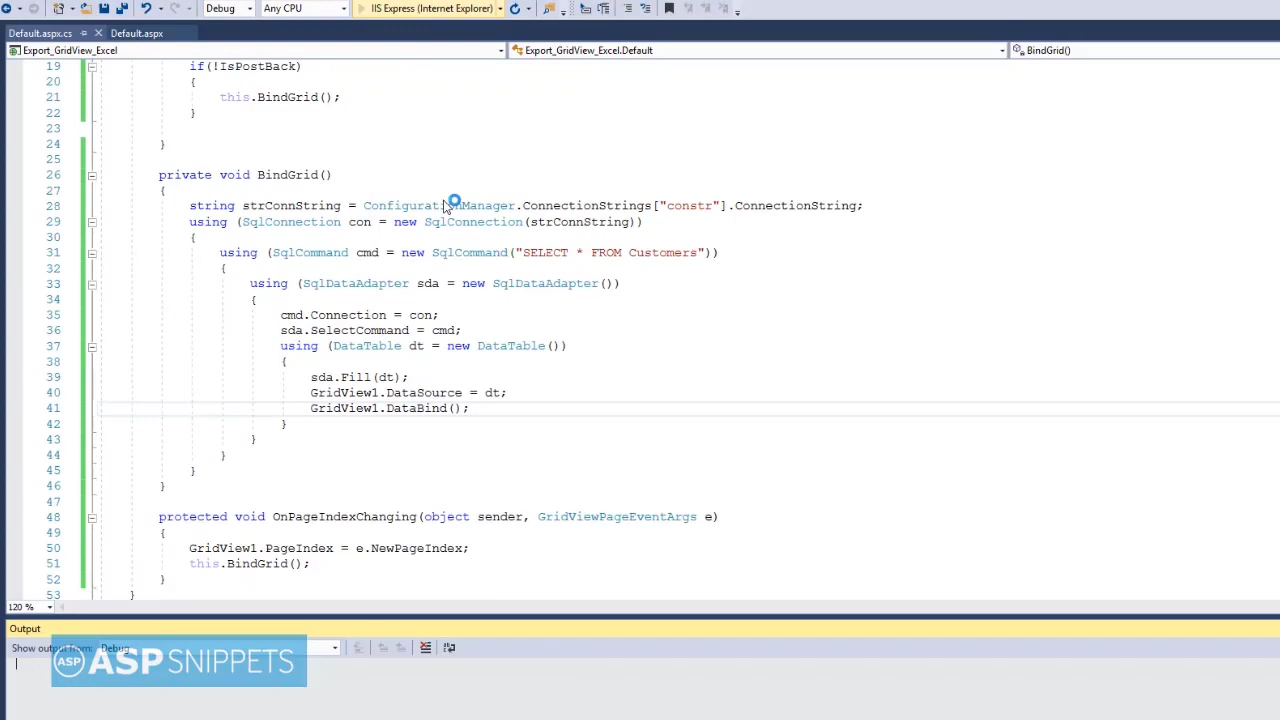 Debug Any CPU IIS Express (Internet Explorer)
Default.aspx.cs Default.aspx
Export_GridView_Excel Export_GridView_Excel.Default BindGrid()
19 if(!IsPostBack)
20 {
21 this.BindGrid();
22 }
23
24 }
25
26 private void BindGrid()
27 {
28 string strConnString = ConfigurationManager.ConnectionStrings["constr"].ConnectionString;
29 using (SqlConnection con = new SqlConnection(strConnString))
30 {
31 using (SqlCommand cmd = new SqlCommand("SELECT * FROM Customers"))
32 {
33 using (SqlDataAdapter sda = new SqlDataAdapter())
34 {
35 cmd.Connection = con;
36 sda.SelectCommand = cmd;
37 using (DataTable dt = new DataTable())
38 {
39 sda.Fill(dt);
40 GridView1.DataSource = dt;
41 GridView1.DataBind();
42 }
43 }
44 }
45 }
46 }
47
48 protected void OnPageIndexChanging(object sender, GridViewPageEventArgs e)
49 {
50 GridView1.PageIndex = e.NewPageIndex;
51 this.BindGrid();
52 }
53 }
120 %
Output
Show output from: Debug
ASP ASPSNIPPETS